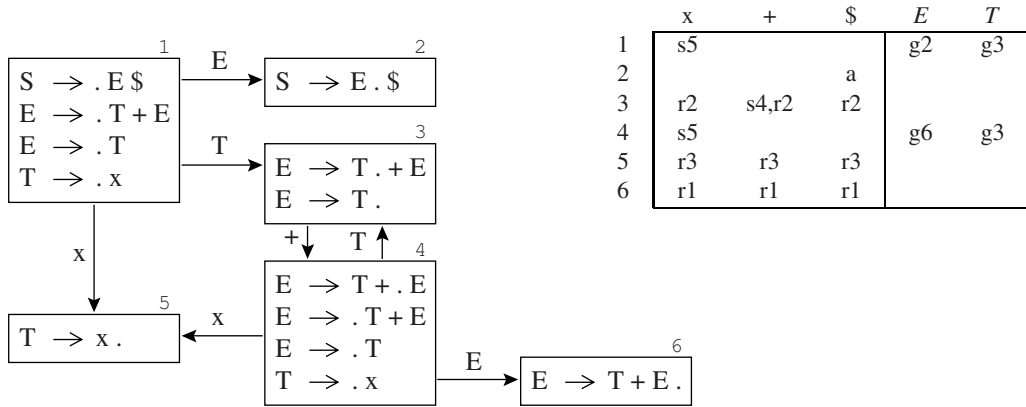 1
S → . E $
E → . T + E
E → . T
T → . x
E
2
S → E . $
T
3
E → T . + E
E → T .
x
+
T
4
E → T + . E
E → . T + E
E → . T
T → . x
5
T → x .
x
E
6
E → T + E .
x + $ E T
1 s5 g2 g3
2 a
3 r2 s4,r2 r2
4 s5 g6 g3
5 r3 r3 r3
6 r1 r1 r1